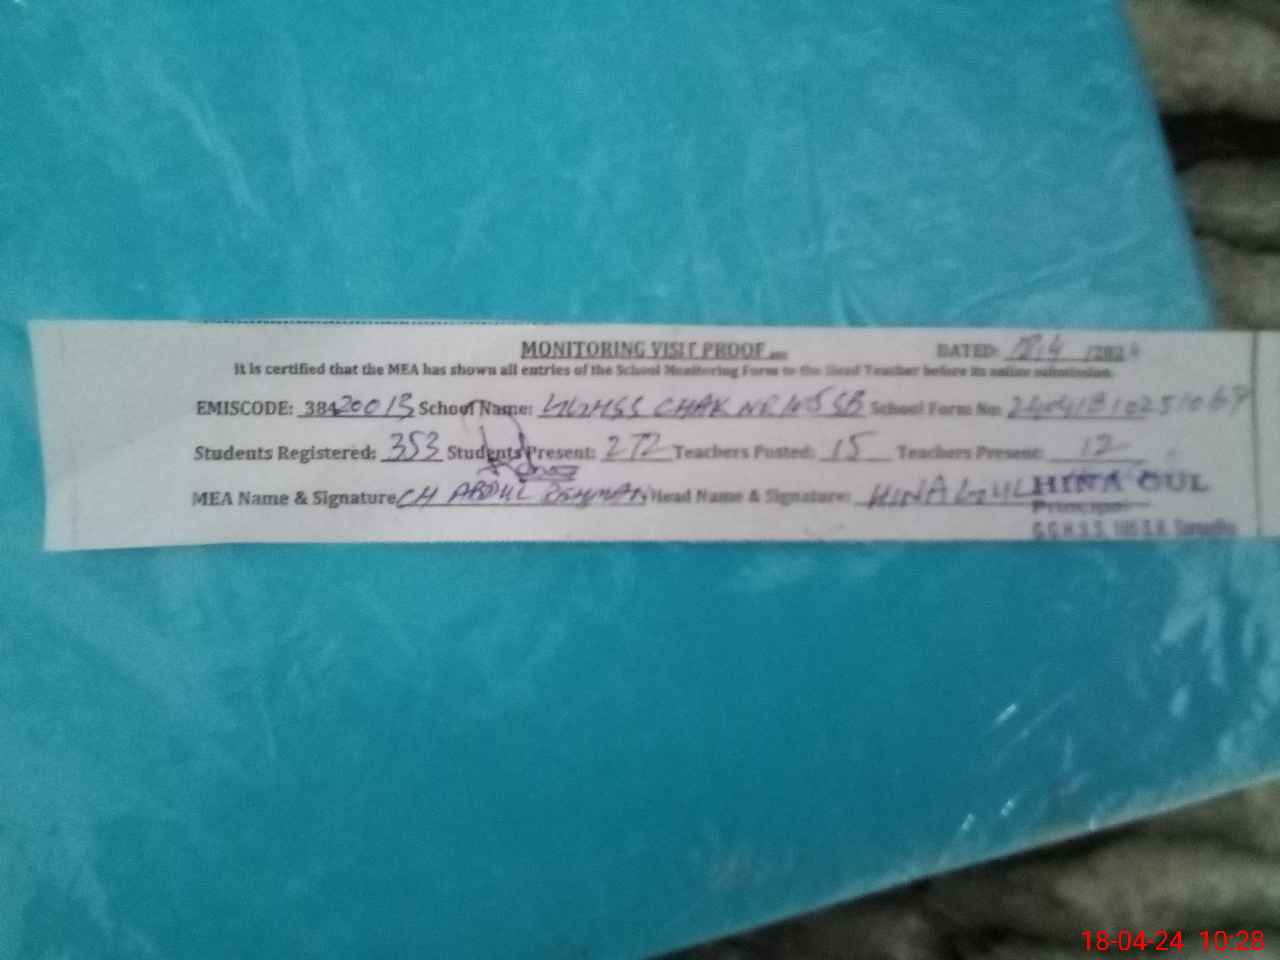 MONITORING VISIT PROOF DATED: 18/4/2024
It is certified that the MEA has shown all entries of the School Monitoring Form to the Head Teacher before its online submission.
EMISCODE: 38420013 School Name: GGHSS CHAK NO 105 SB School Form No:
Students Registered: 353 Students Present: 272 Teachers Posted: 15 Teachers Present: 12
MEA Name & Signature CH ABDUL REHMAN Head Name & Signature: HINA GUL HINA GUL
Principal
18-04-24 10:28